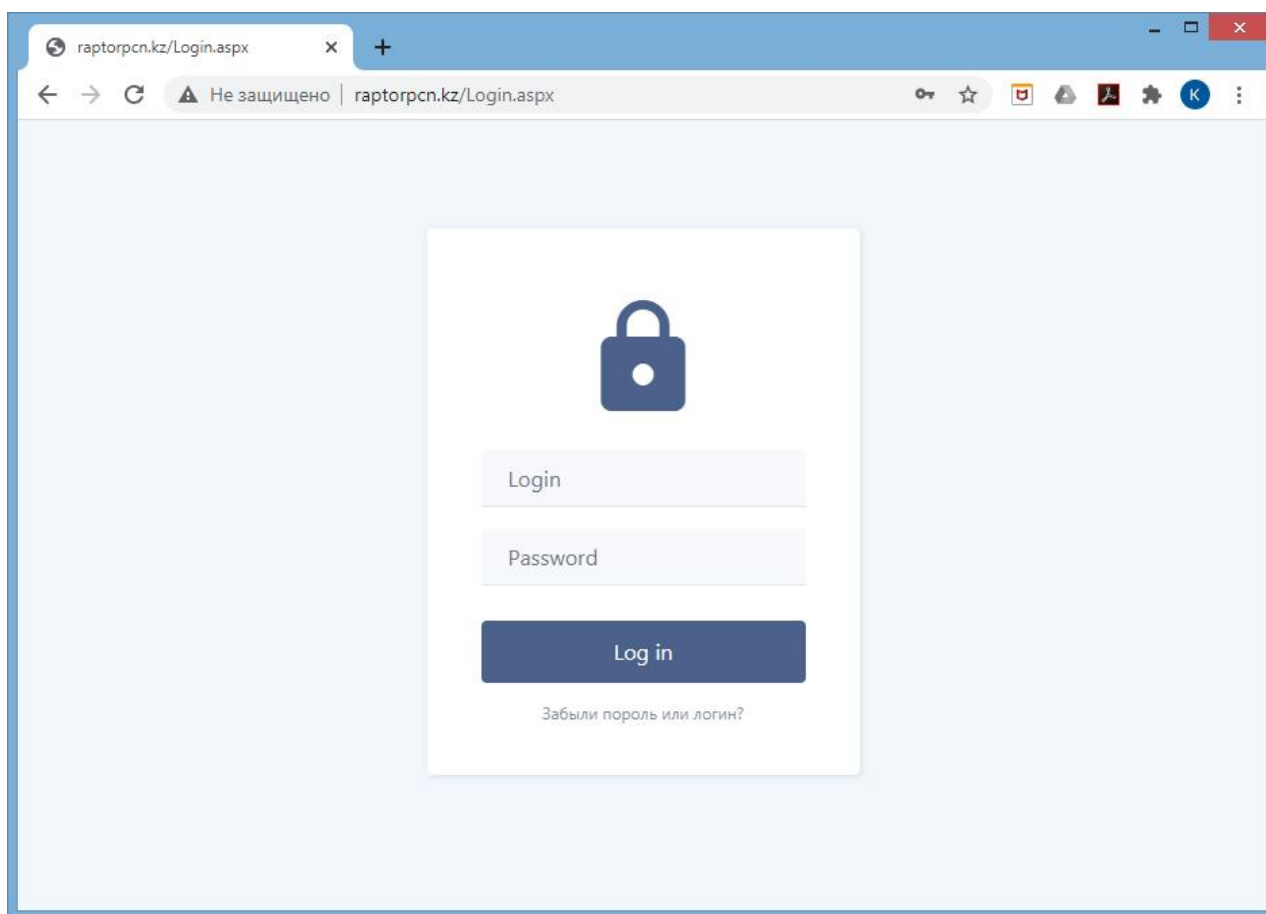 raptorpcn.kz/Login.aspx
Не защищено | raptorpcn.kz/Login.aspx
K
Login
Password
Log in
Забыли пороль или логин?